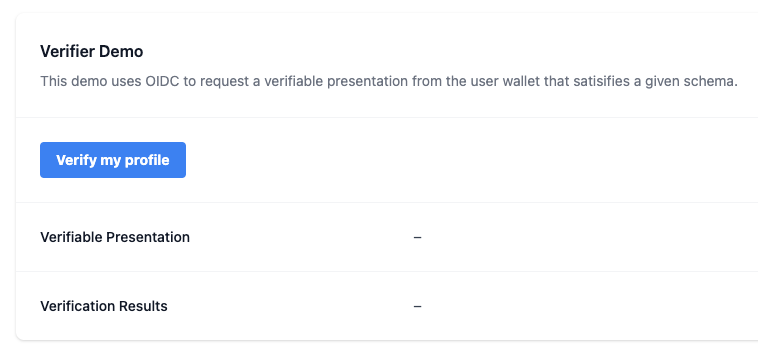 Verifier Demo
This demo uses OIDC to request a verifiable presentation from the user wallet that satisifies a given schema.
Verify my profile
Verifiable Presentation –
Verification Results –